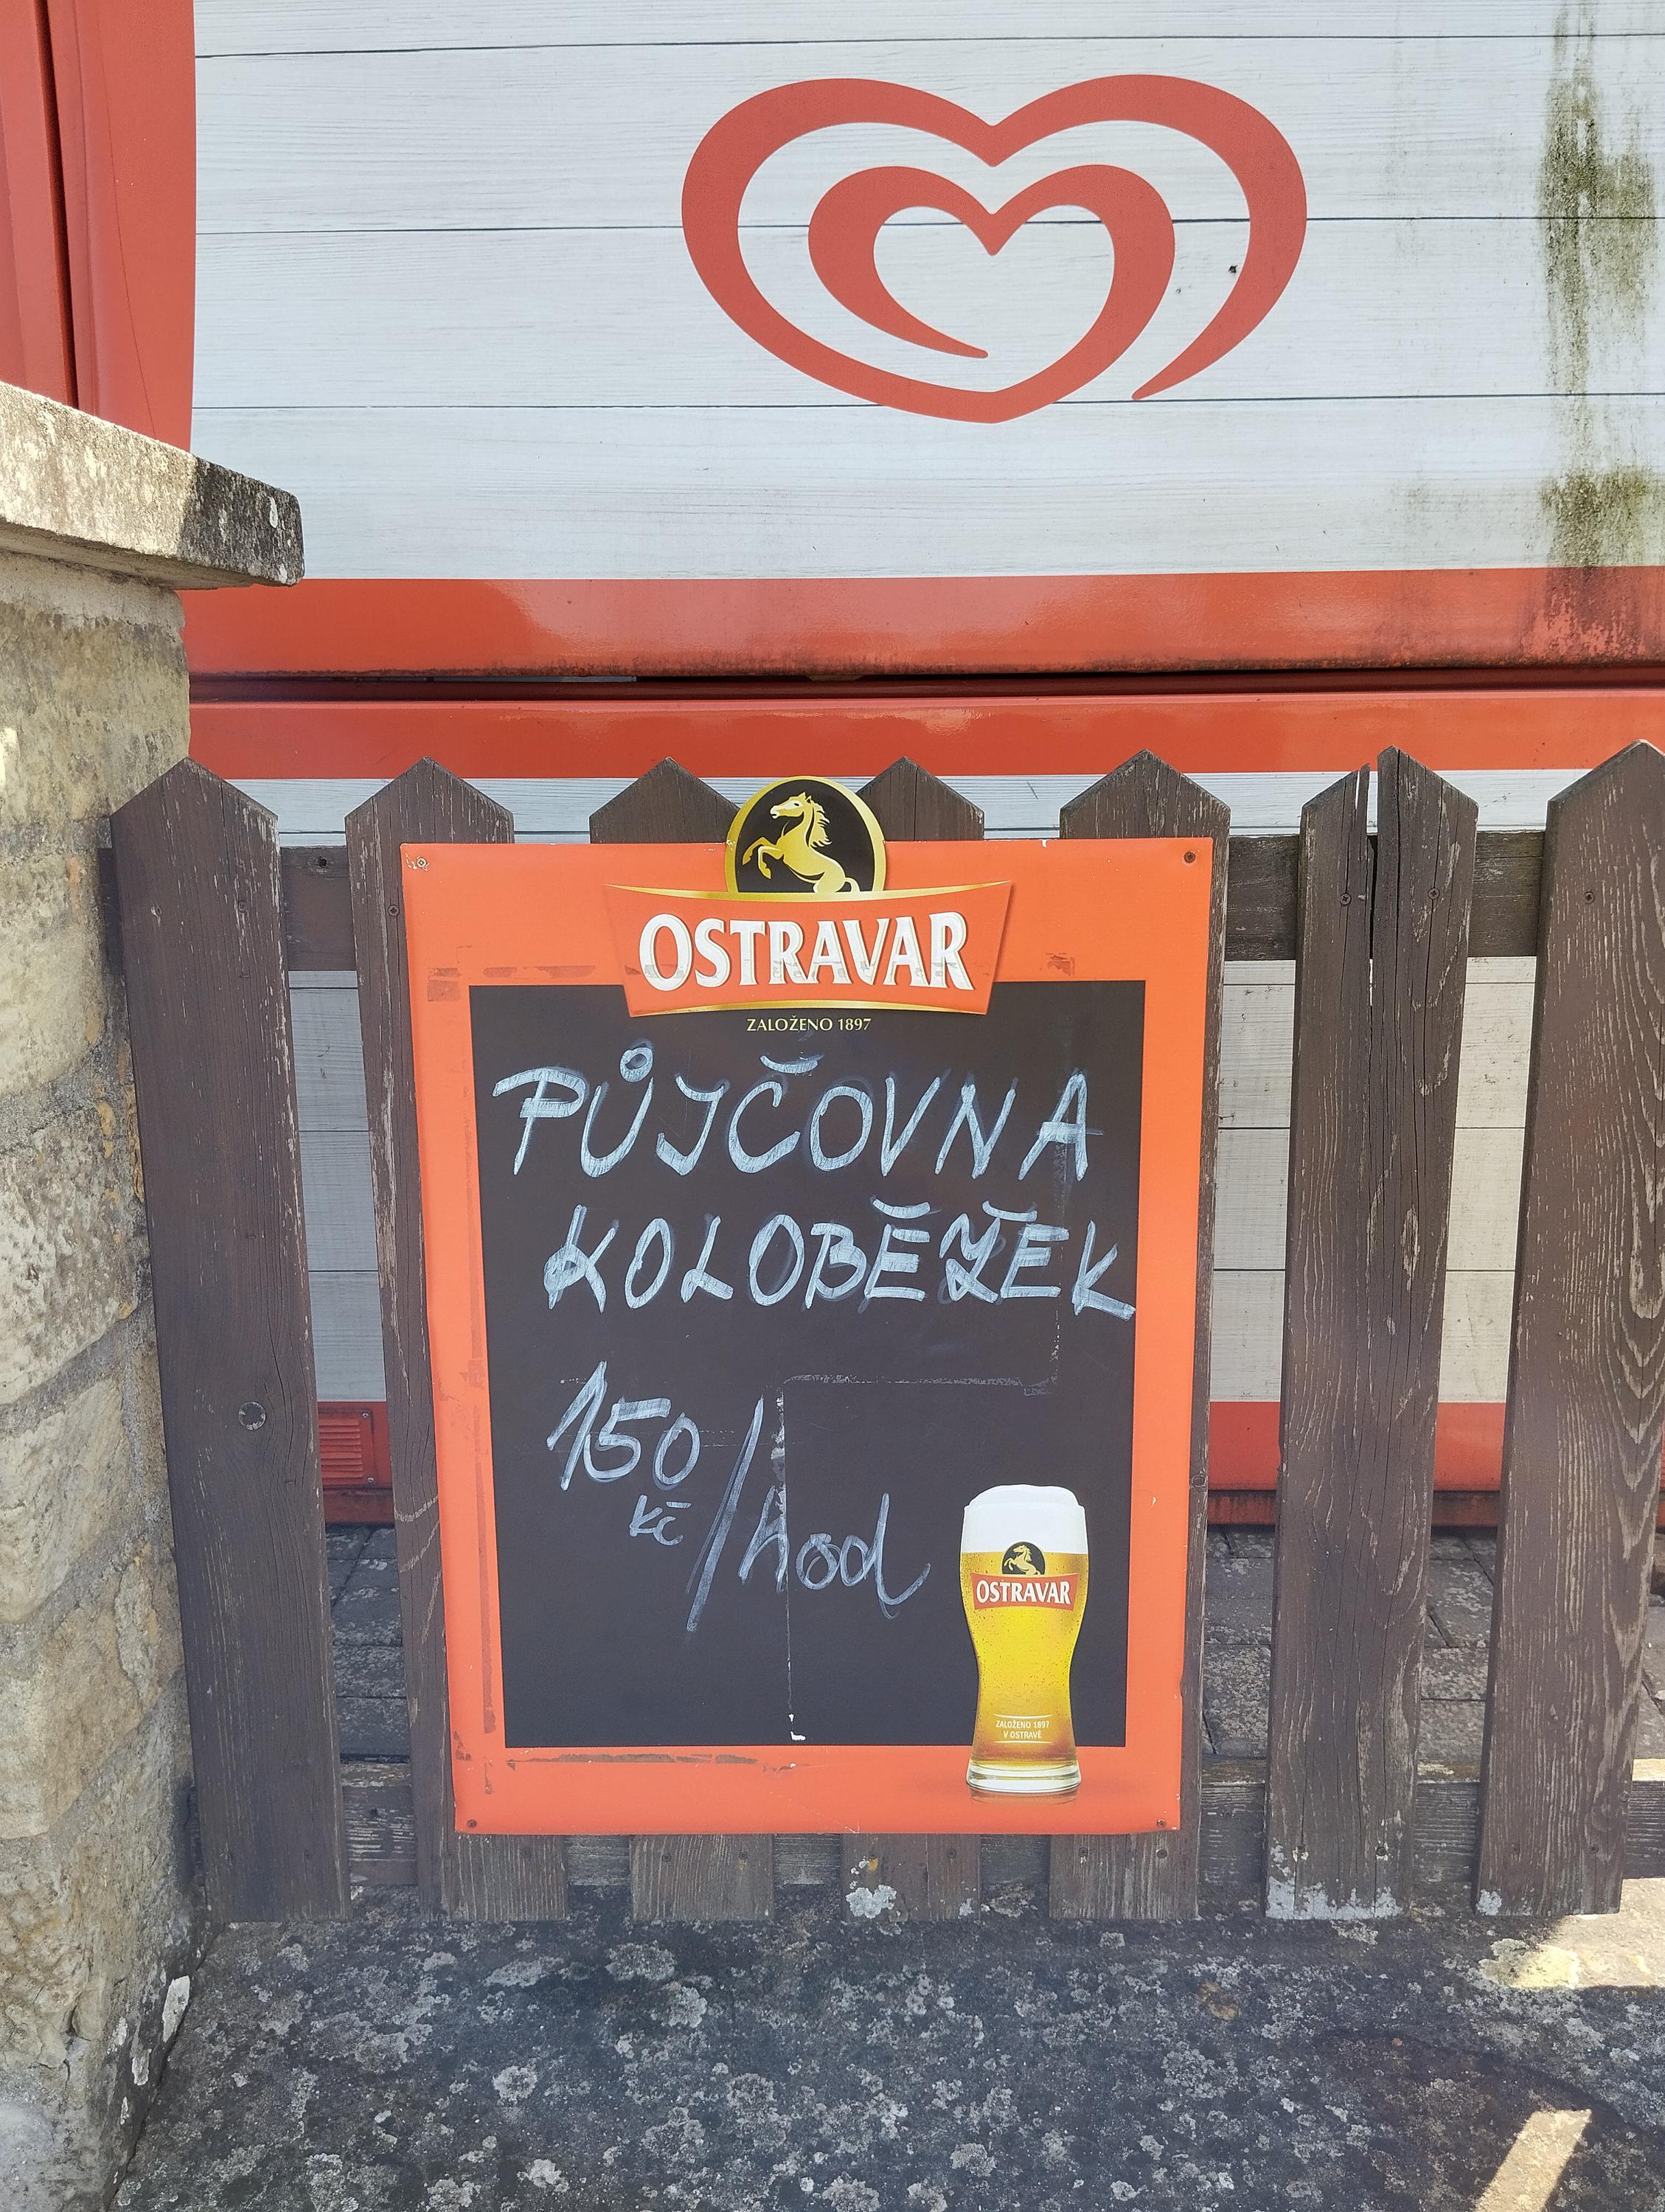 OSTRAVAR
ZALOŽENO 1897
PŮJČOVNA
KOLOBĚŽEK
150
Kč
/hod
OSTRAVAR
ZALOŽENO 1897
V OSTRAVĚ